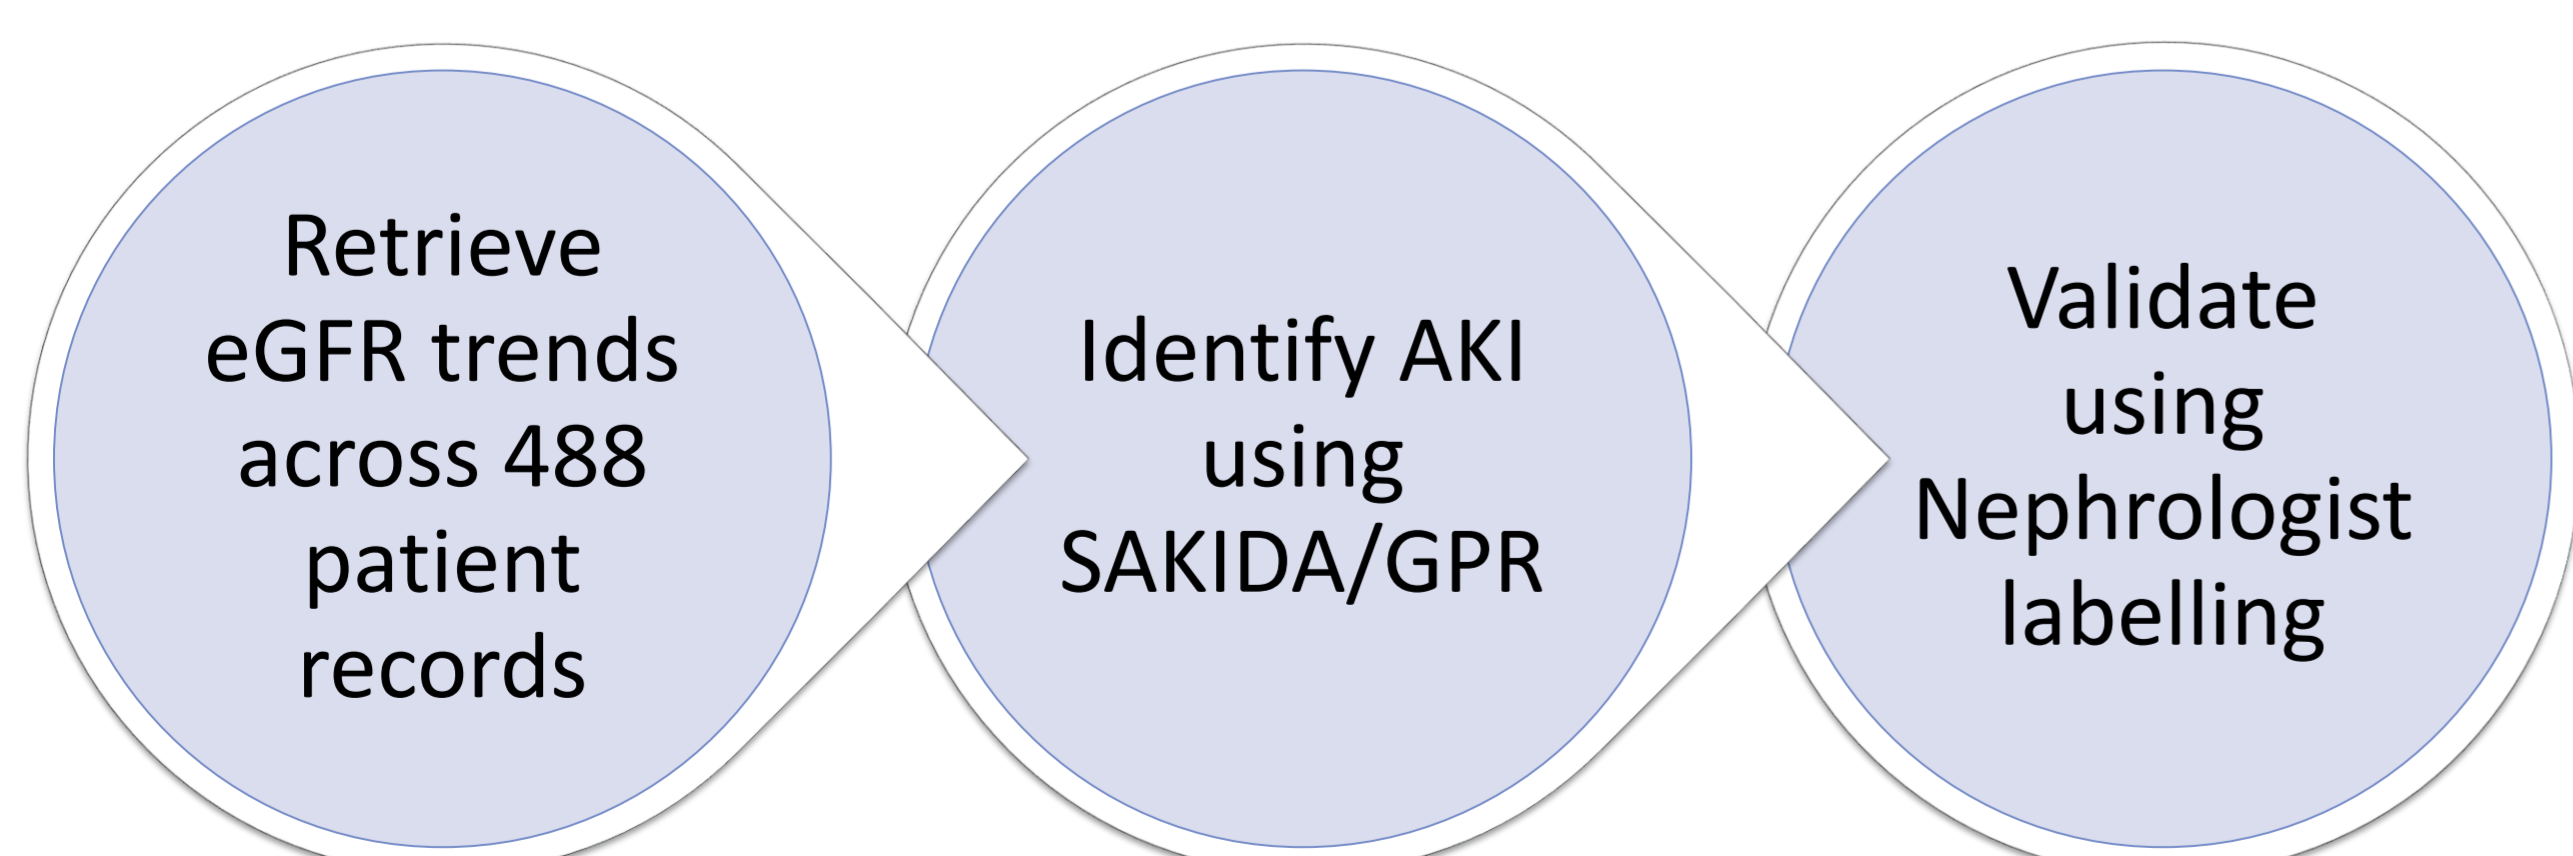 Retrieve
eGFR trends
across 488
patient
records
Identify AKI
using
SAKIDA/GPR
Validate
using
Nephrologist
labelling